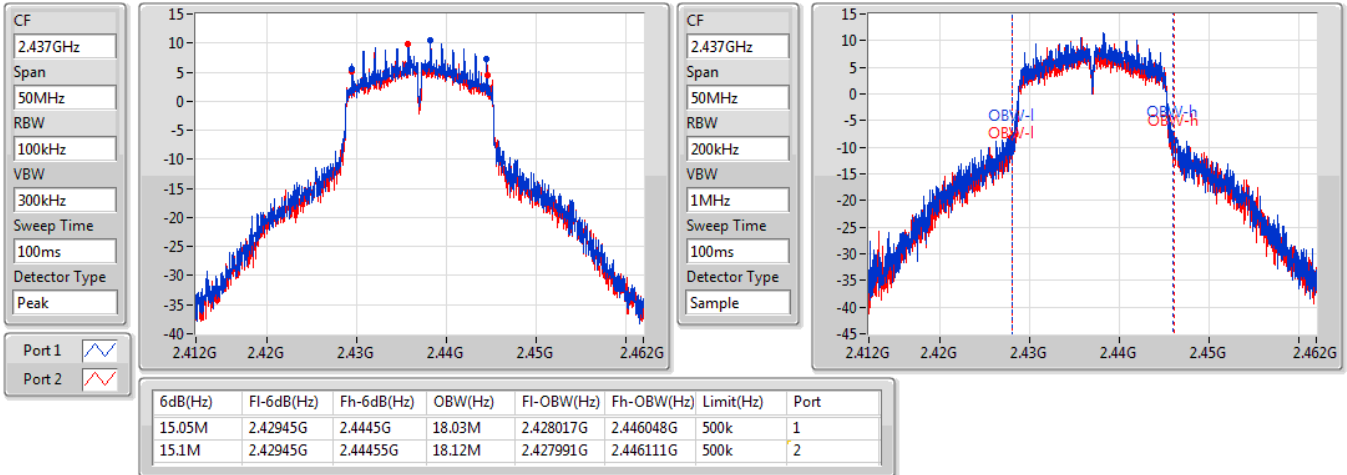 CF
2.437GHz
Span
50MHz
RBW
100kHz
VBW
300kHz
Sweep Time
100ms
Detector Type
Peak
15
10
5
0
-5
-10
-15
-20
-25
-30
-35
-40
2.412G 2.42G 2.43G 2.44G 2.45G 2.462G
CF
2.437GHz
Span
50MHz
RBW
200kHz
VBW
1MHz
Sweep Time
100ms
Detector Type
Sample
15
10
5
0
-5
-10
-15
-20
-25
-30
-35
-40
-45
OBW-l OBW-h
OBW-l OBW-h
2.412G 2.42G 2.43G 2.44G 2.45G 2.462G
Port 1
Port 2
6dB(Hz) Fl-6dB(Hz) Fh-6dB(Hz) OBW(Hz) Fl-OBW(Hz) Fh-OBW(Hz) Limit(Hz) Port
15.05M 2.42945G 2.4445G 18.03M 2.428017G 2.446048G 500k 1
15.1M 2.42945G 2.44455G 18.12M 2.427991G 2.446111G 500k 2